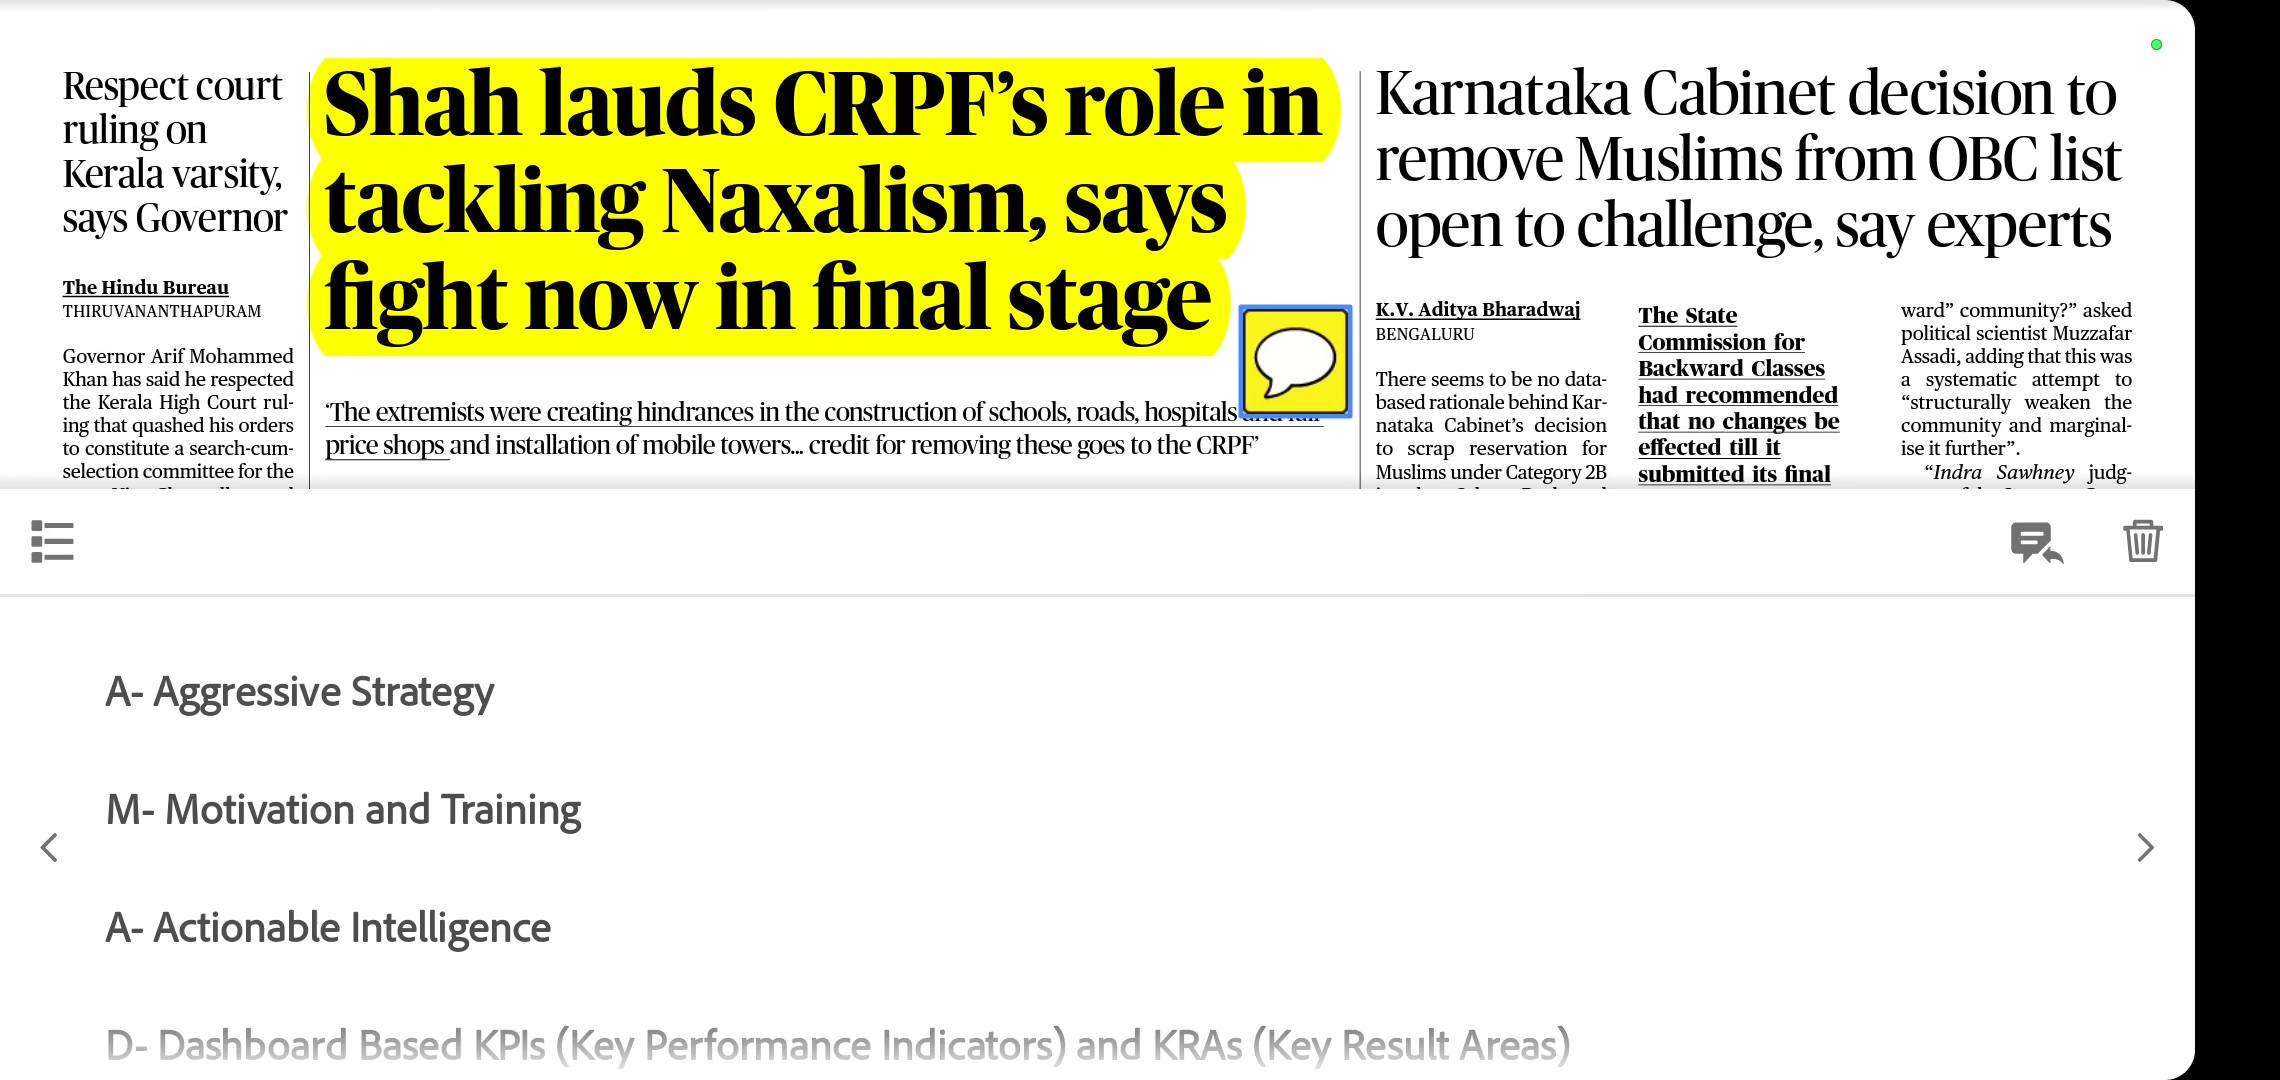 Respect court
ruling on
Kerala varsity,
says Governor
The Hindu Bureau
THIRUVANANTHAPURAM
Governor Arif Mohammed
Khan has said he respected
the Kerala High Court rul-
ing that quashed his orders
to constitute a search-cum-
selection committee for the
Shah lauds CRPF’s role in
tackling Naxalism, says
fight now in final stage
‘The extremists were creating hindrances in the construction of schools, roads, hospitals and fair
price shops and installation of mobile towers... credit for removing these goes to the CRPF’
Karnataka Cabinet decision to
remove Muslims from OBC list
open to challenge, say experts
K.V. Aditya Bharadwaj
BENGALURU
There seems to be no data-
based rationale behind Kar-
nataka Cabinet’s decision
to scrap reservation for
Muslims under Category 2B
The State
Commission for
Backward Classes
had recommended
that no changes be
effected till it
submitted its final
ward” community?” asked
political scientist Muzzafar
Assadi, adding that this was
a systematic attempt to
“structurally weaken the
community and marginal-
ise it further”.
“Indra Sawhney judg-
A- Aggressive Strategy
M- Motivation and Training
A- Actionable Intelligence
D- Dashboard Based KPIs (Key Performance Indicators) and KRAs (Key Result Areas)